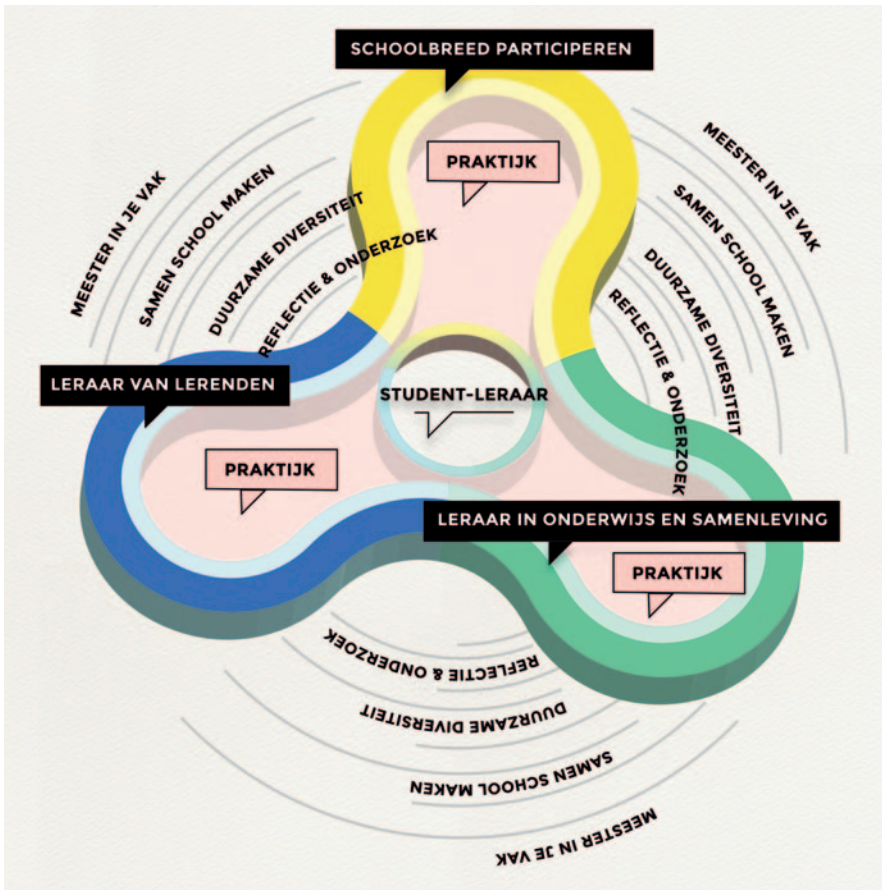 SCHOOLBREED PARTICIPEREN
PRAKTIJK
MEESTER IN JE VAK
SAMEN SCHOOL MAKEN
DUURZAME DIVERSITEIT
REFLECTIE & ONDERZOEK
MEESTER IN JE VAK
SAMEN SCHOOL MAKEN
DUURZAME DIVERSITEIT
REFLECTIE & ONDERZOEK
LERAAR VAN LERENDEN
STUDENT-LERAAR
PRAKTIJK
LERAAR IN ONDERWIJS EN SAMENLEVING
PRAKTIJK
REFLECTIE & ONDERZOEK
DUURZAME DIVERSITEIT
SAMEN SCHOOL MAKEN
MEESTER IN JE VAK